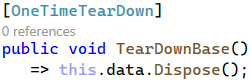 [OneTimeTearDown]
0 references
public void TearDownBase()
=> this.data.Dispose();